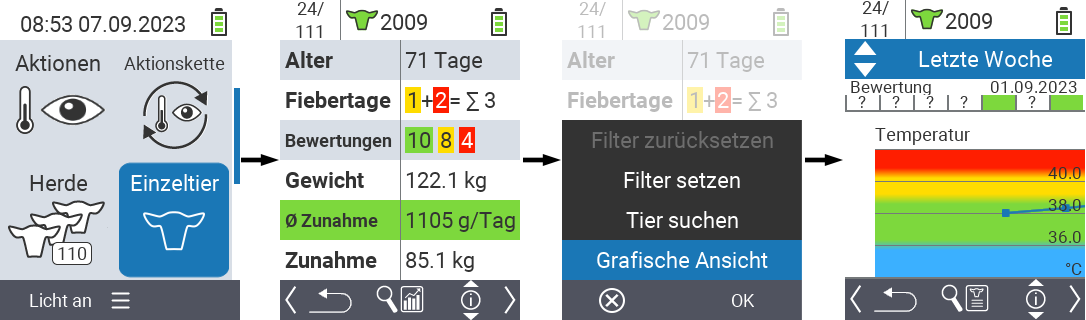 08:53 07.09.2023
Aktionen
Aktionskette
Herde
110
Einzeltier
Licht an
24/
111
2009
Alter 71 Tage
Fiebertage 1+2= ∑ 3
Bewertungen 10 8 4
Gewicht 122.1 kg
Ø Zunahme 1105 g/Tag
Zunahme 85.1 kg
24/
111
2009
Alter 71 Tage
Fiebertage 1+2= ∑ 3
Filter zurücksetzen
Filter setzen
Tier suchen
Grafische Ansicht
OK
24/
111
2009
Letzte Woche
Bewertung 01.09.2023
? ? ? ? ?
Temperatur
40.0
38.0
36.0
°C